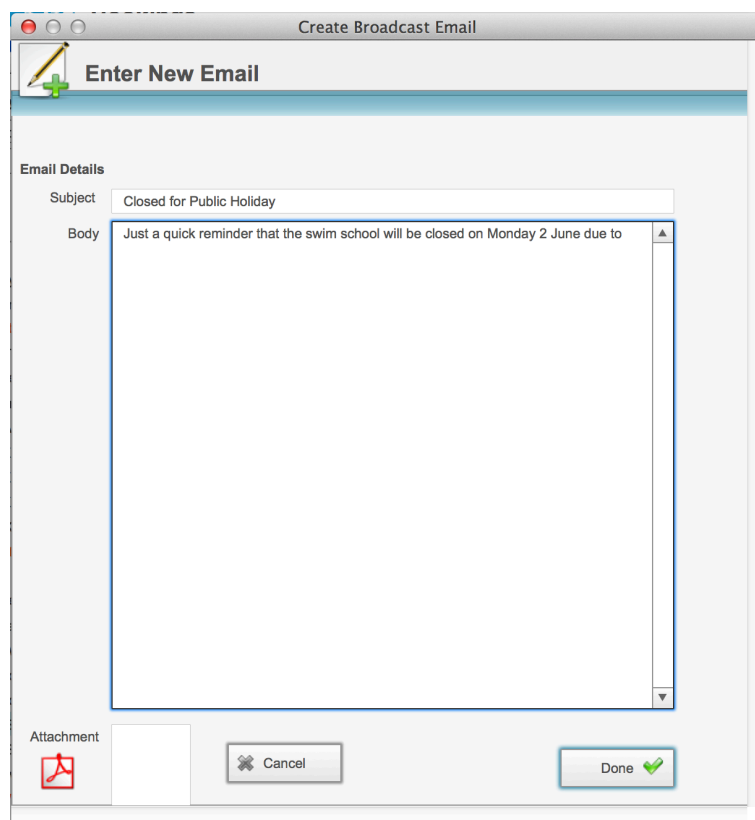 Create Broadcast Email
Enter New Email
Email Details
Subject
Closed for Public Holiday
Body
Just a quick reminder that the swim school will be closed on Monday 2 June due to
Attachment
Cancel
Done